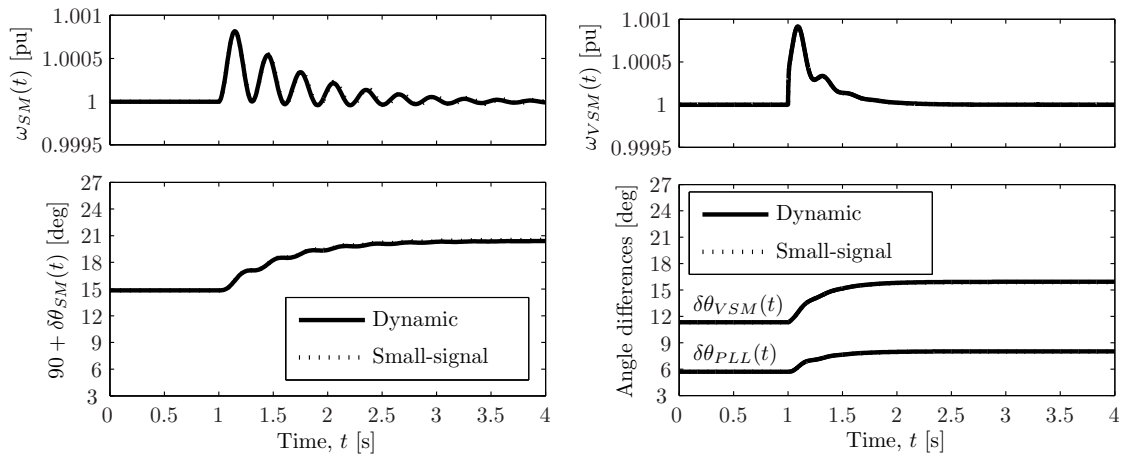 ω_SM(t) [pu]
1.001
1.0005
1
0.9995
90 + δθ_SM(t) [deg]
27
24
21
18
15
12
9
6
3
Dynamic
Small-signal
0 0.5 1 1.5 2 2.5 3 3.5 4
Time, t [s]
ω_VSM(t) [pu]
1.001
1.0005
1
0.9995
Angle differences [deg]
27
24
21
18
15
12
9
6
3
Dynamic
Small-signal
δθ_VSM(t)
δθ_PLL(t)
0 0.5 1 1.5 2 2.5 3 3.5 4
Time, t [s]